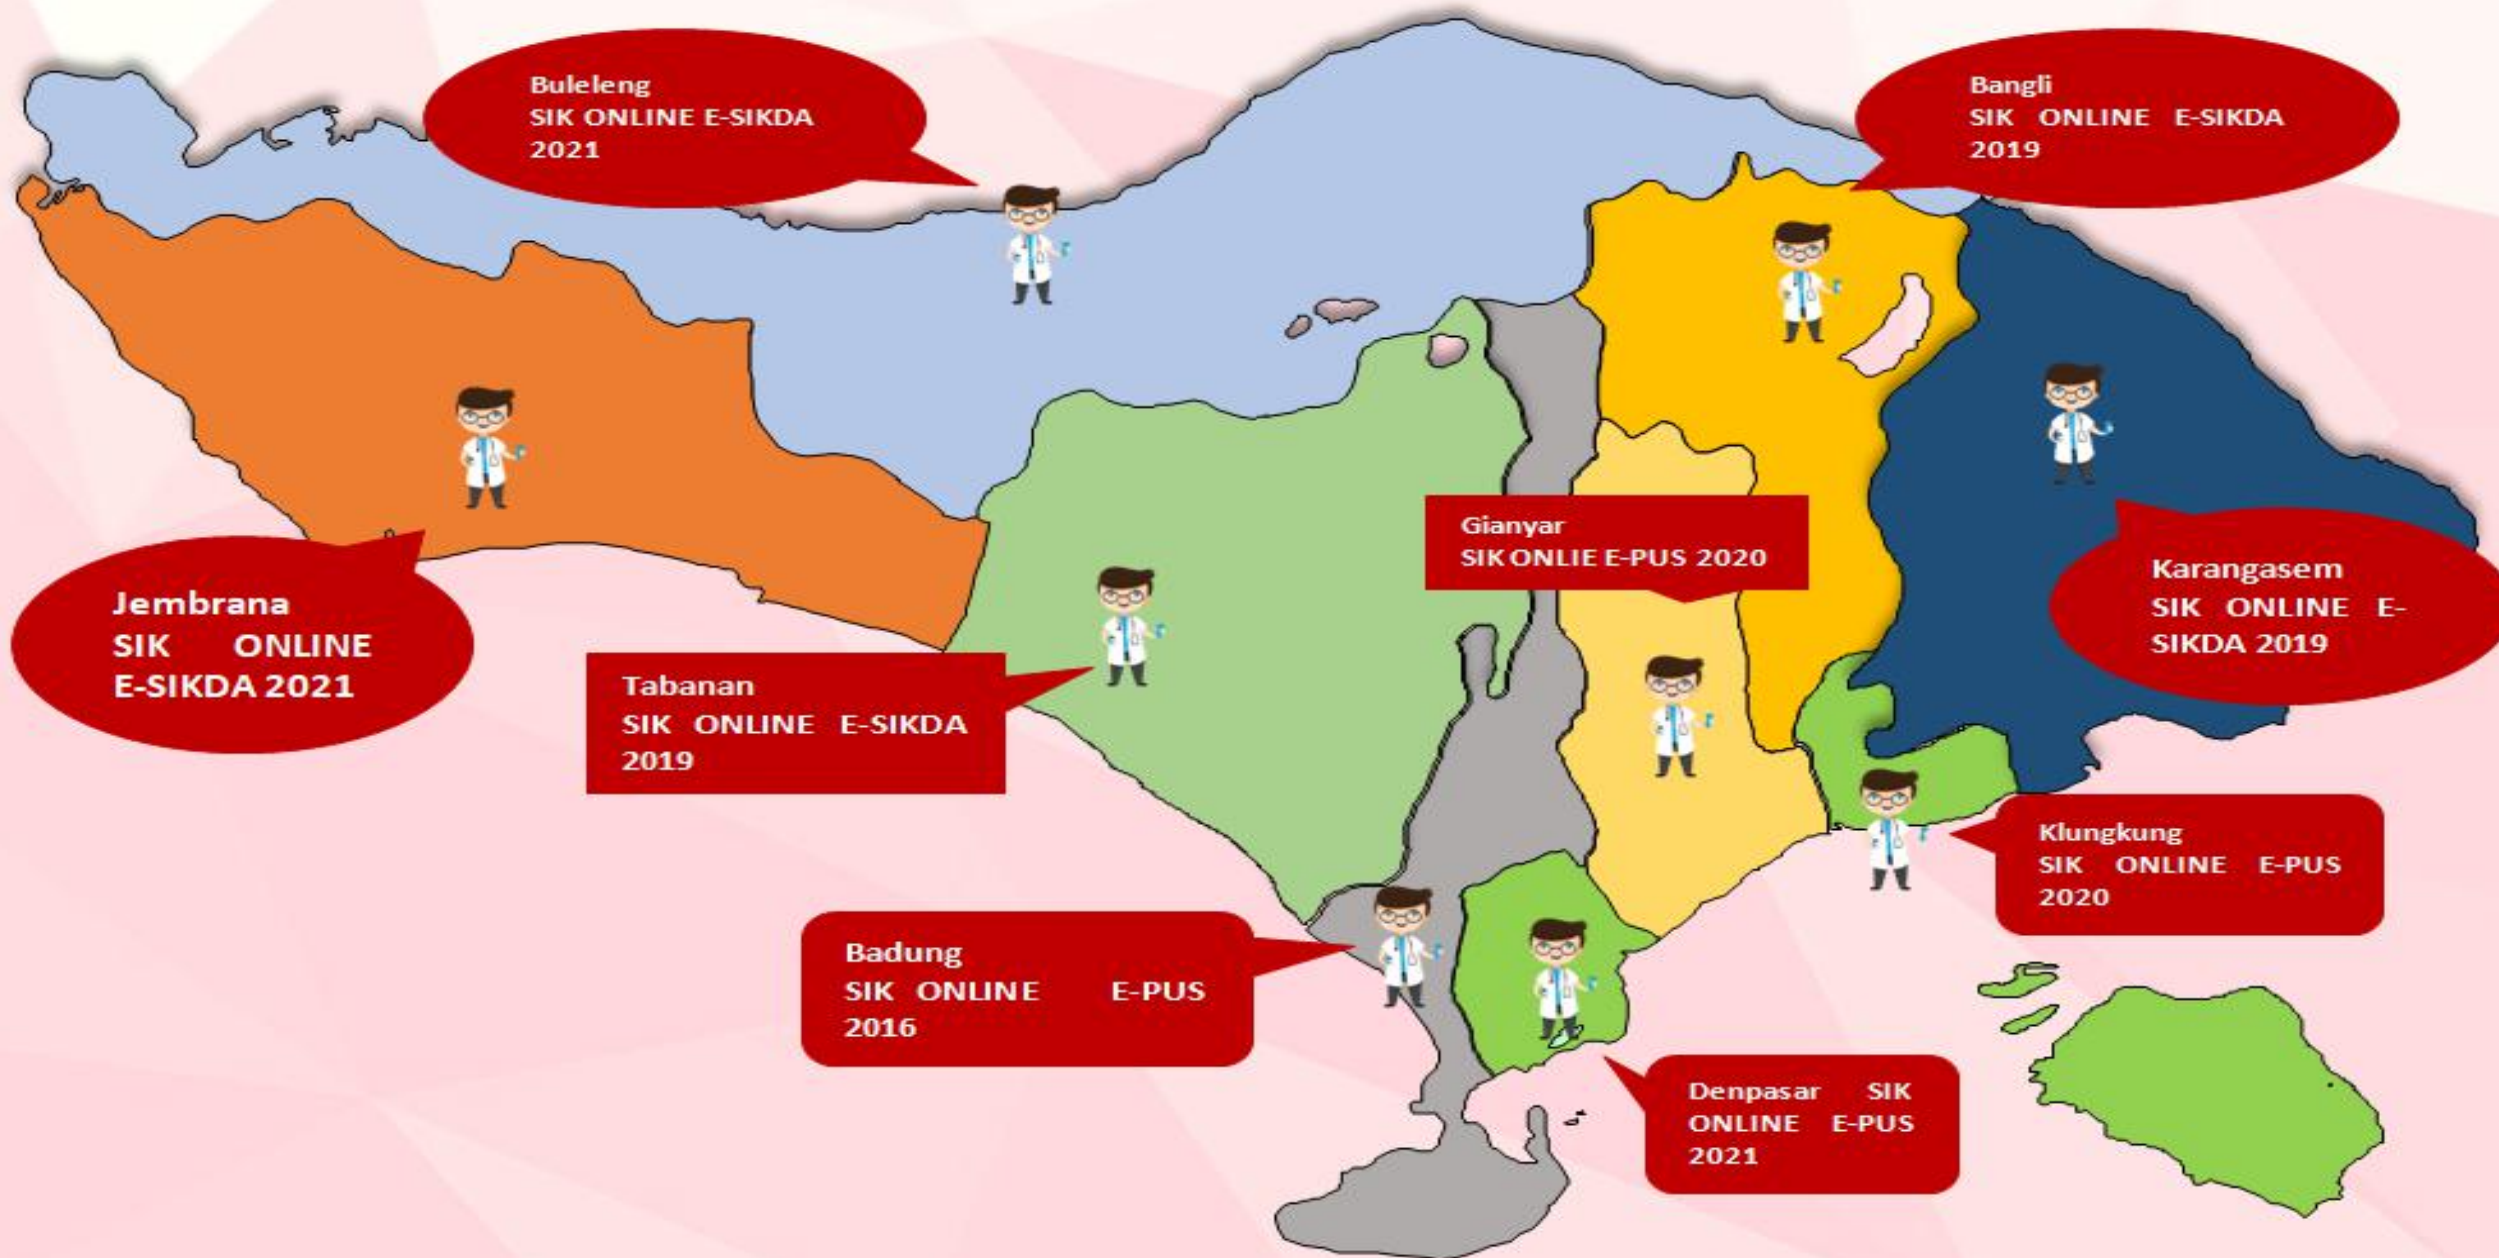 Buleleng
SIK ONLINE E-SIKDA
2021
Bangli
SIK ONLINE E-SIKDA
2019
Jembrana
SIK ONLINE
E-SIKDA 2021
Tabanan
SIK ONLINE E-SIKDA
2019
Gianyar
SIK ONLIE E-PUS 2020
Karangasem
SIK ONLINE E-
SIKDA 2019
Klungkung
SIK ONLINE E-PUS
2020
Badung
SIK ONLINE E-PUS
2016
Denpasar SIK
ONLINE E-PUS
2021